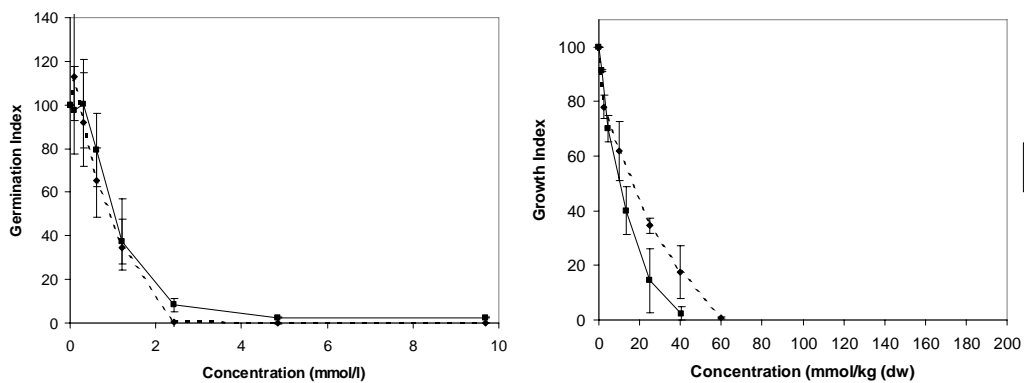 140
120
100
80
60
40
20
0
Germination Index
0 2 4 6 8 10
Concentration (mmol/l)
100
80
60
40
20
0
Growth Index
0 20 40 60 80 100 120 140 160 180 200
Concentration (mmol/kg (dw)